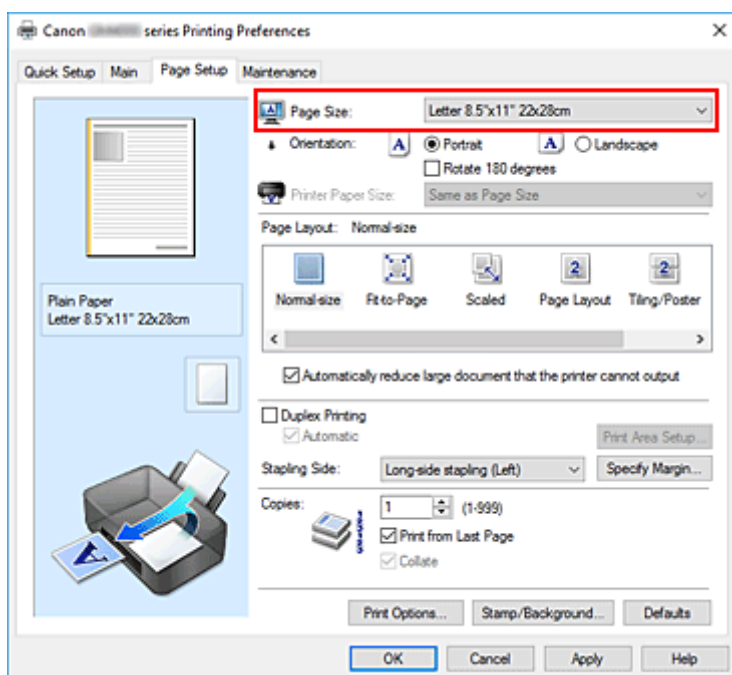 Canon series Printing Preferences
Quick Setup Main Page Setup Maintenance
Page Size: Letter 8.5"x11" 22x28cm
Orientation: A Portrait A Landscape
Rotate 180 degrees
Printer Paper Size: Same as Page Size
Page Layout: Normal-size
2 2
Normal-size Fit-to-Page Scaled Page Layout Tiling/Poster
Plain Paper
Letter 8.5"x11" 22x28cm
Automatically reduce large document that the printer cannot output
Duplex Printing
Automatic
Print Area Setup...
Stapling Side: Long-side stapling (Left) Specify Margin...
Copies: 1 (1-999)
Print from Last Page
Collate
A
Print Options... Stamp/Background... Defaults
OK Cancel Apply Help